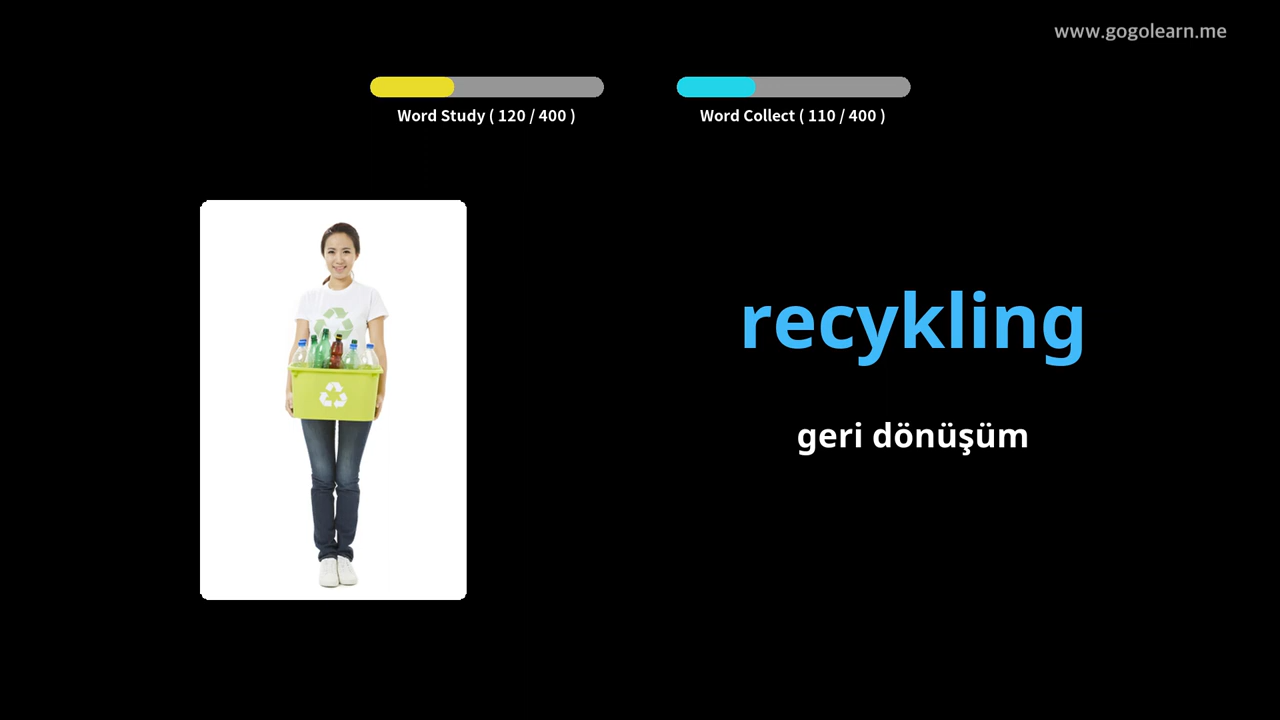 www.gogolearn.me
Word Study ( 120 / 400 )
Word Collect ( 110 / 400 )
recykling
geri dönüşüm